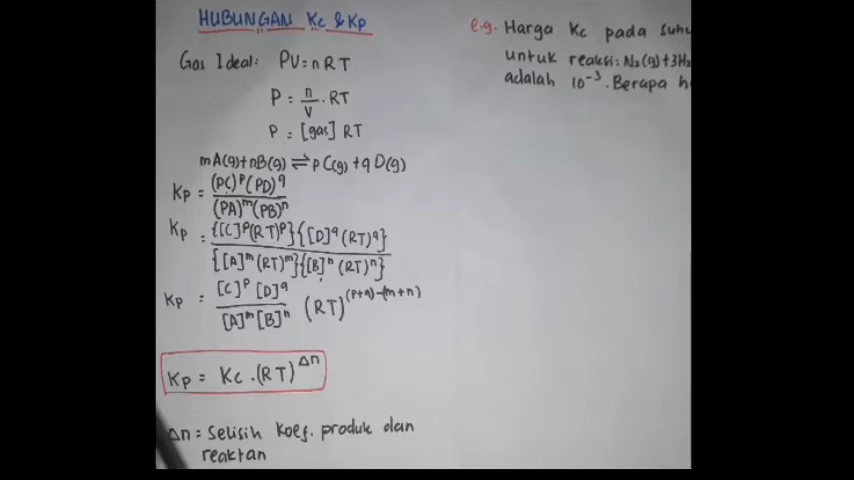 HUBUNGAN Kc & Kp
Gas Ideal: PV = nRT
P = n/V . RT
P = [gas] RT
mA(g)+nB(g) ⇌ pC(g)+qD(g)
Kp = (PC)^p (PD)^q / (PA)^m (PB)^n
Kp = {[C]^p (RT)^p}{[D]^q (RT)^q} / {[A]^m (RT)^m}{[B]^n (RT)^n}
Kp = [C]^p [D]^q / [A]^m [B]^n (RT)^(p+q)-(m+n)
Kp = Kc . (RT)^Δn
Δn = Selisih koef. produk dan
reaktan
e.g. Harga Kc pada suhu
untuk reaksi: N₂(g)+3H₂
adalah 10⁻³. Berapa